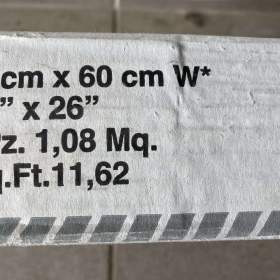 cm x 60 cm W*
” x 26”
z. 1,08 Mq.
q.Ft.11,62